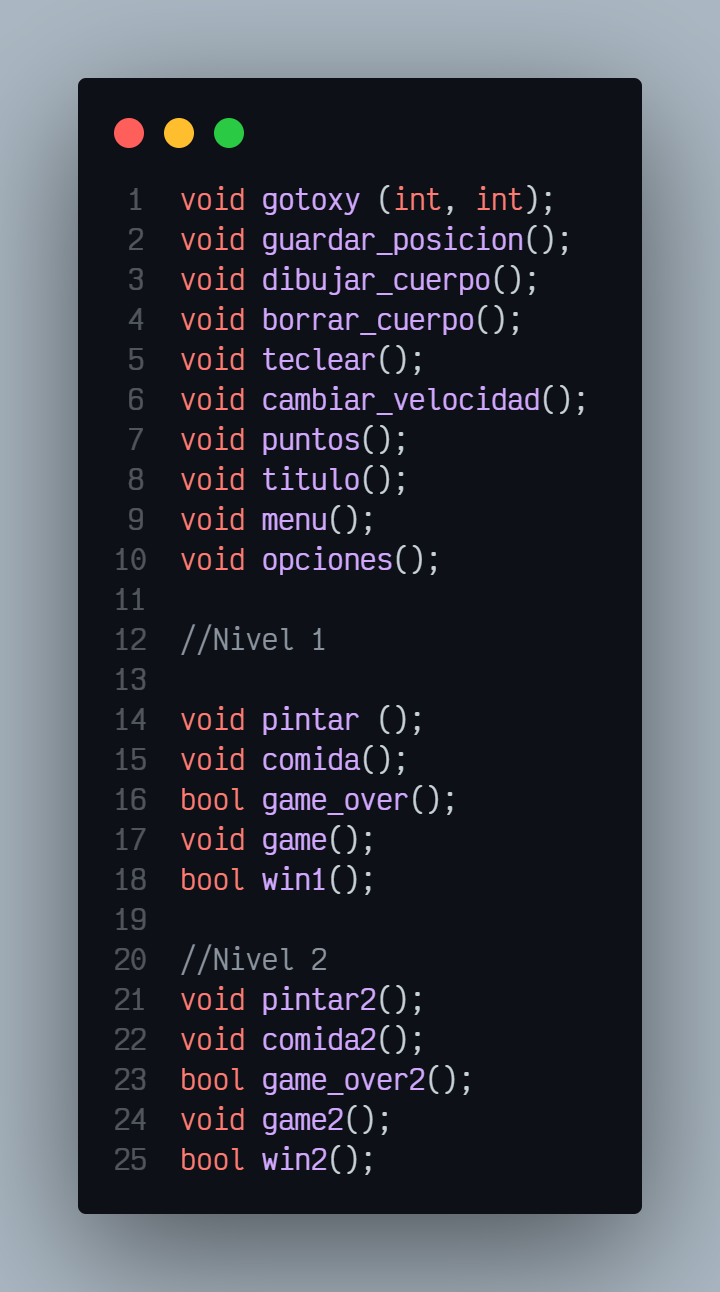 1 void gotoxy (int, int);
2 void guardar_posicion();
3 void dibujar_cuerpo();
4 void borrar_cuerpo();
5 void teclear();
6 void cambiar_velocidad();
7 void puntos();
8 void titulo();
9 void menu();
10 void opciones();
11
12 //Nivel 1
13
14 void pintar ();
15 void comida();
16 bool game_over();
17 void game();
18 bool win1();
19
20 //Nivel 2
21 void pintar2();
22 void comida2();
23 bool game_over2();
24 void game2();
25 bool win2();